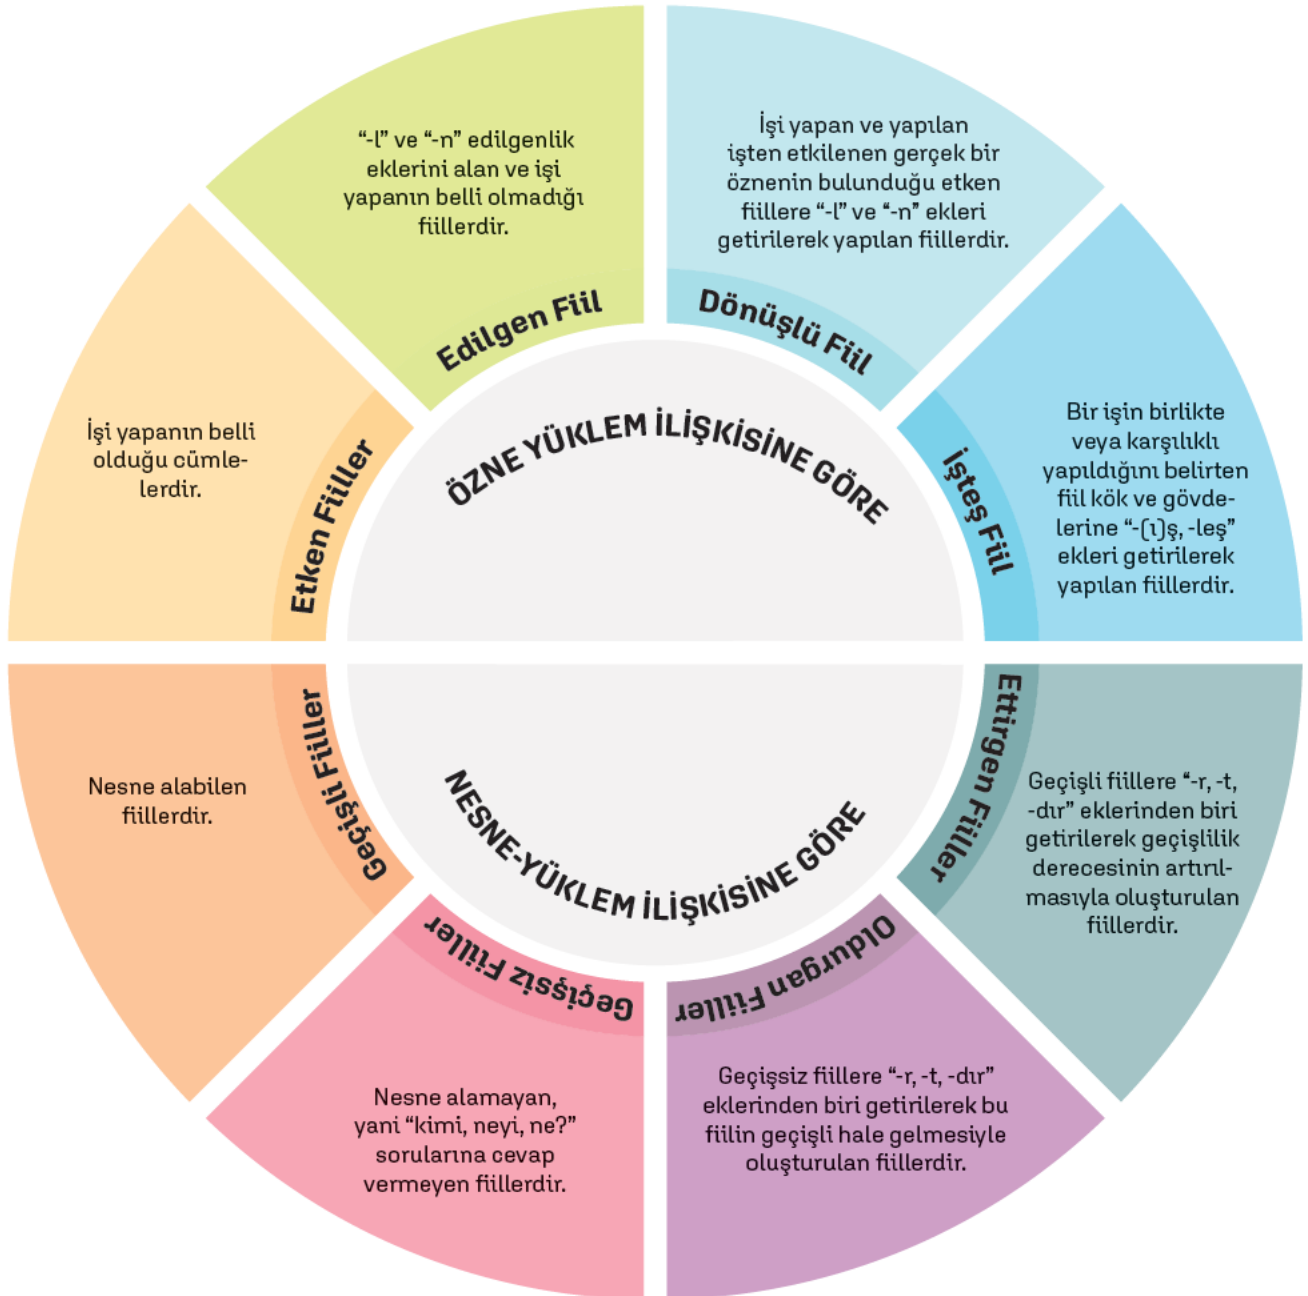 “-l” ve “-n” edilgenlik
eklerini alan ve işi
yapanın belli olmadığı
fiillerdir.
Edilgen Fiil
İşi yapan ve yapılan
işten etkilenen gerçek bir
öznenin bulunduğu etken
fiillere “-l” ve “-n” ekleri
getirilerek yapılan fiillerdir.
Dönüşlü Fiil
İşi yapanın belli
olduğu cümle-
lerdir.
Etken Fiiller
ÖZNE YÜKLEM İLİŞKİSİNE GÖRE
İşteş Fiil
Bir işin birlikte
veya karşılıklı
yapıldığını belirten
fiil kök ve gövde-
lerine “-(ı)ş, -leş”
ekleri getirilerek
yapılan fiillerdir.
Nesne alabilen
fiillerdir.
Geçişli Fiiller
NESNE-YÜKLEM İLİŞKİSİNE GÖRE
Ettirgen Fiiller
Geçişli fiillere “-r, -t,
-dır” eklerinden biri
getirilerek geçişlilik
derecesinin artırıl-
masıyla oluşturulan
fiillerdir.
Geçişsiz Fiiller
Nesne alamayan,
yani “kimi, neyi, ne?”
sorularına cevap
vermeyen fiillerdir.
Oldurgan Fiiller
Geçişsiz fiillere “-r, -t, -dır”
eklerinden biri getirilerek bu
fiilin geçişli hale gelmesiyle
oluşturulan fiillerdir.